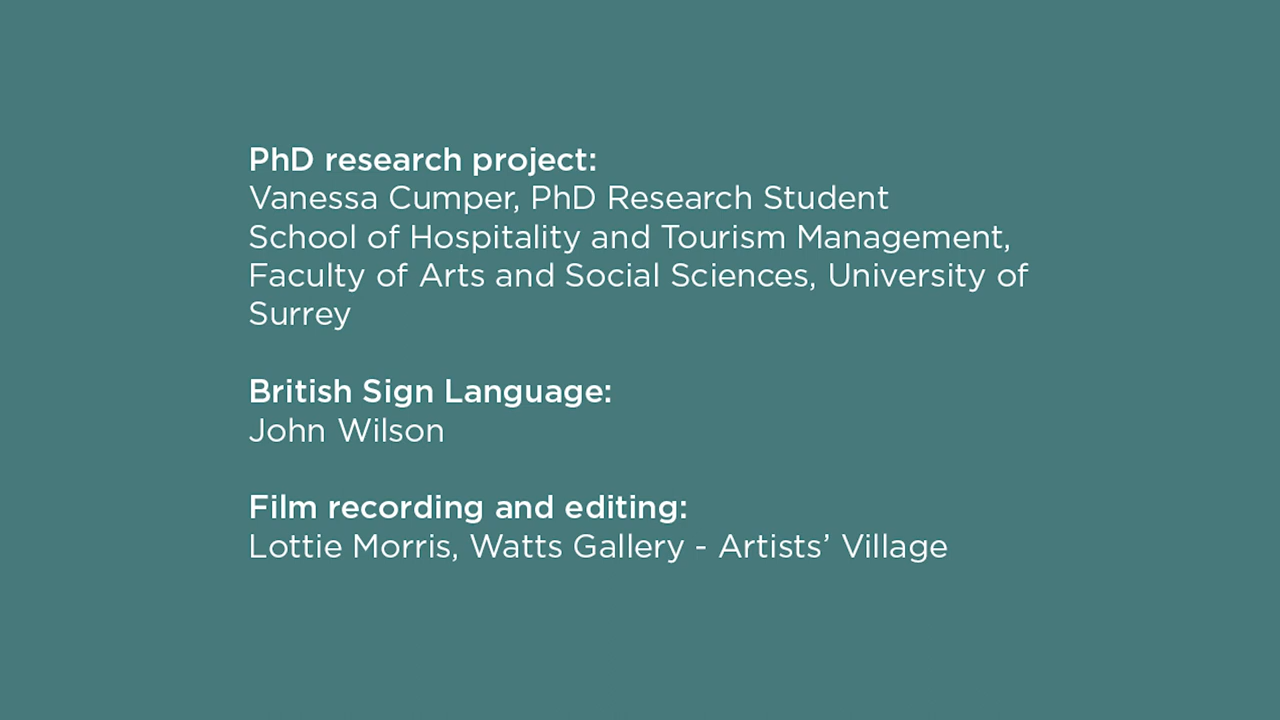 PhD research project:
Vanessa Cumper, PhD Research Student
School of Hospitality and Tourism Management,
Faculty of Arts and Social Sciences, University of
Surrey
British Sign Language:
John Wilson
Film recording and editing:
Lottie Morris, Watts Gallery - Artists’ Village